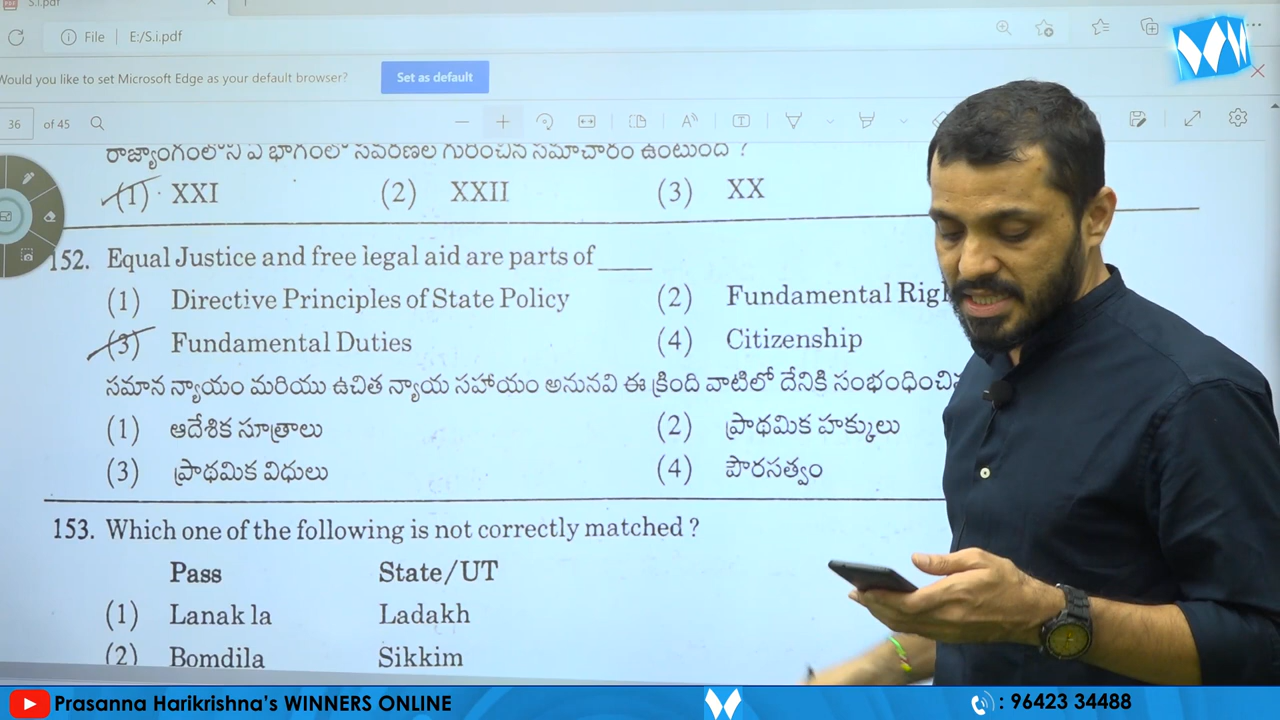 S.i.pdf
File E:/S.i.pdf
Would you like to set Microsoft Edge as your default browser? Set as default
36 of 45
రాజ్యాంగంలోని ఏ భాగంలో సవరణల గురించిన సమాచారం ఉంటుంది ?
(1) XXI (2) XXII (3) XX
152. Equal Justice and free legal aid are parts of ____
(1) Directive Principles of State Policy (2) Fundamental Rig
(3) Fundamental Duties (4) Citizenship
సమాన న్యాయం మరియు ఉచిత న్యాయ సహాయం అనునవి ఈ క్రింది వాటిలో దేనికి
(1) ఆదేశిక సూత్రాలు (2) ప్రాథమిక హక్కులు
(3) ప్రాథమిక విధులు (4) పౌరసత్వం
153. Which one of the following is not correctly matched ?
Pass State/UT
(1) Lanak la Ladakh
(2) Bomdila Sikkim
Prasanna Harikrishna's WINNERS ONLINE : 96423 34488